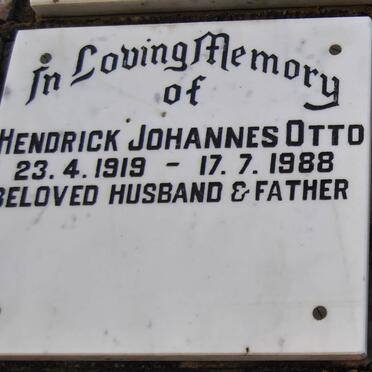 In Loving Memory
of
HENDRICK JOHANNES OTTO
23. 4. 1919 - 17. 7. 1988
BELOVED HUSBAND & FATHER